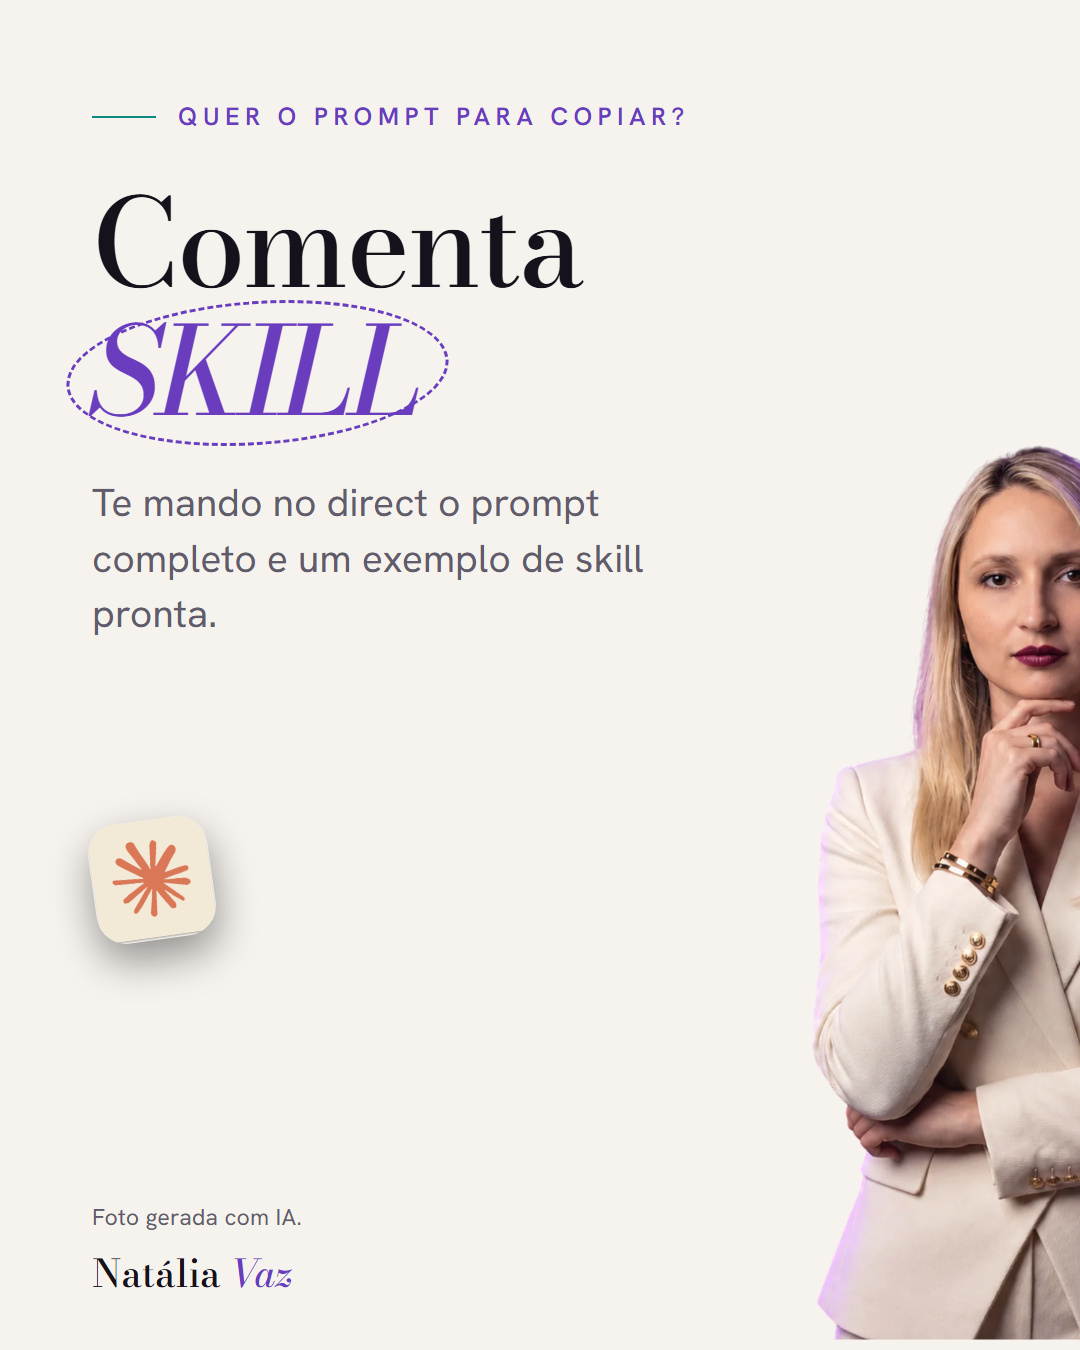 QUER O PROMPT PARA COPIAR?
Comenta
SKILL
Te mando no direct o prompt
completo e um exemplo de skill
pronta.
Foto gerada com IA.
Natália Vaz